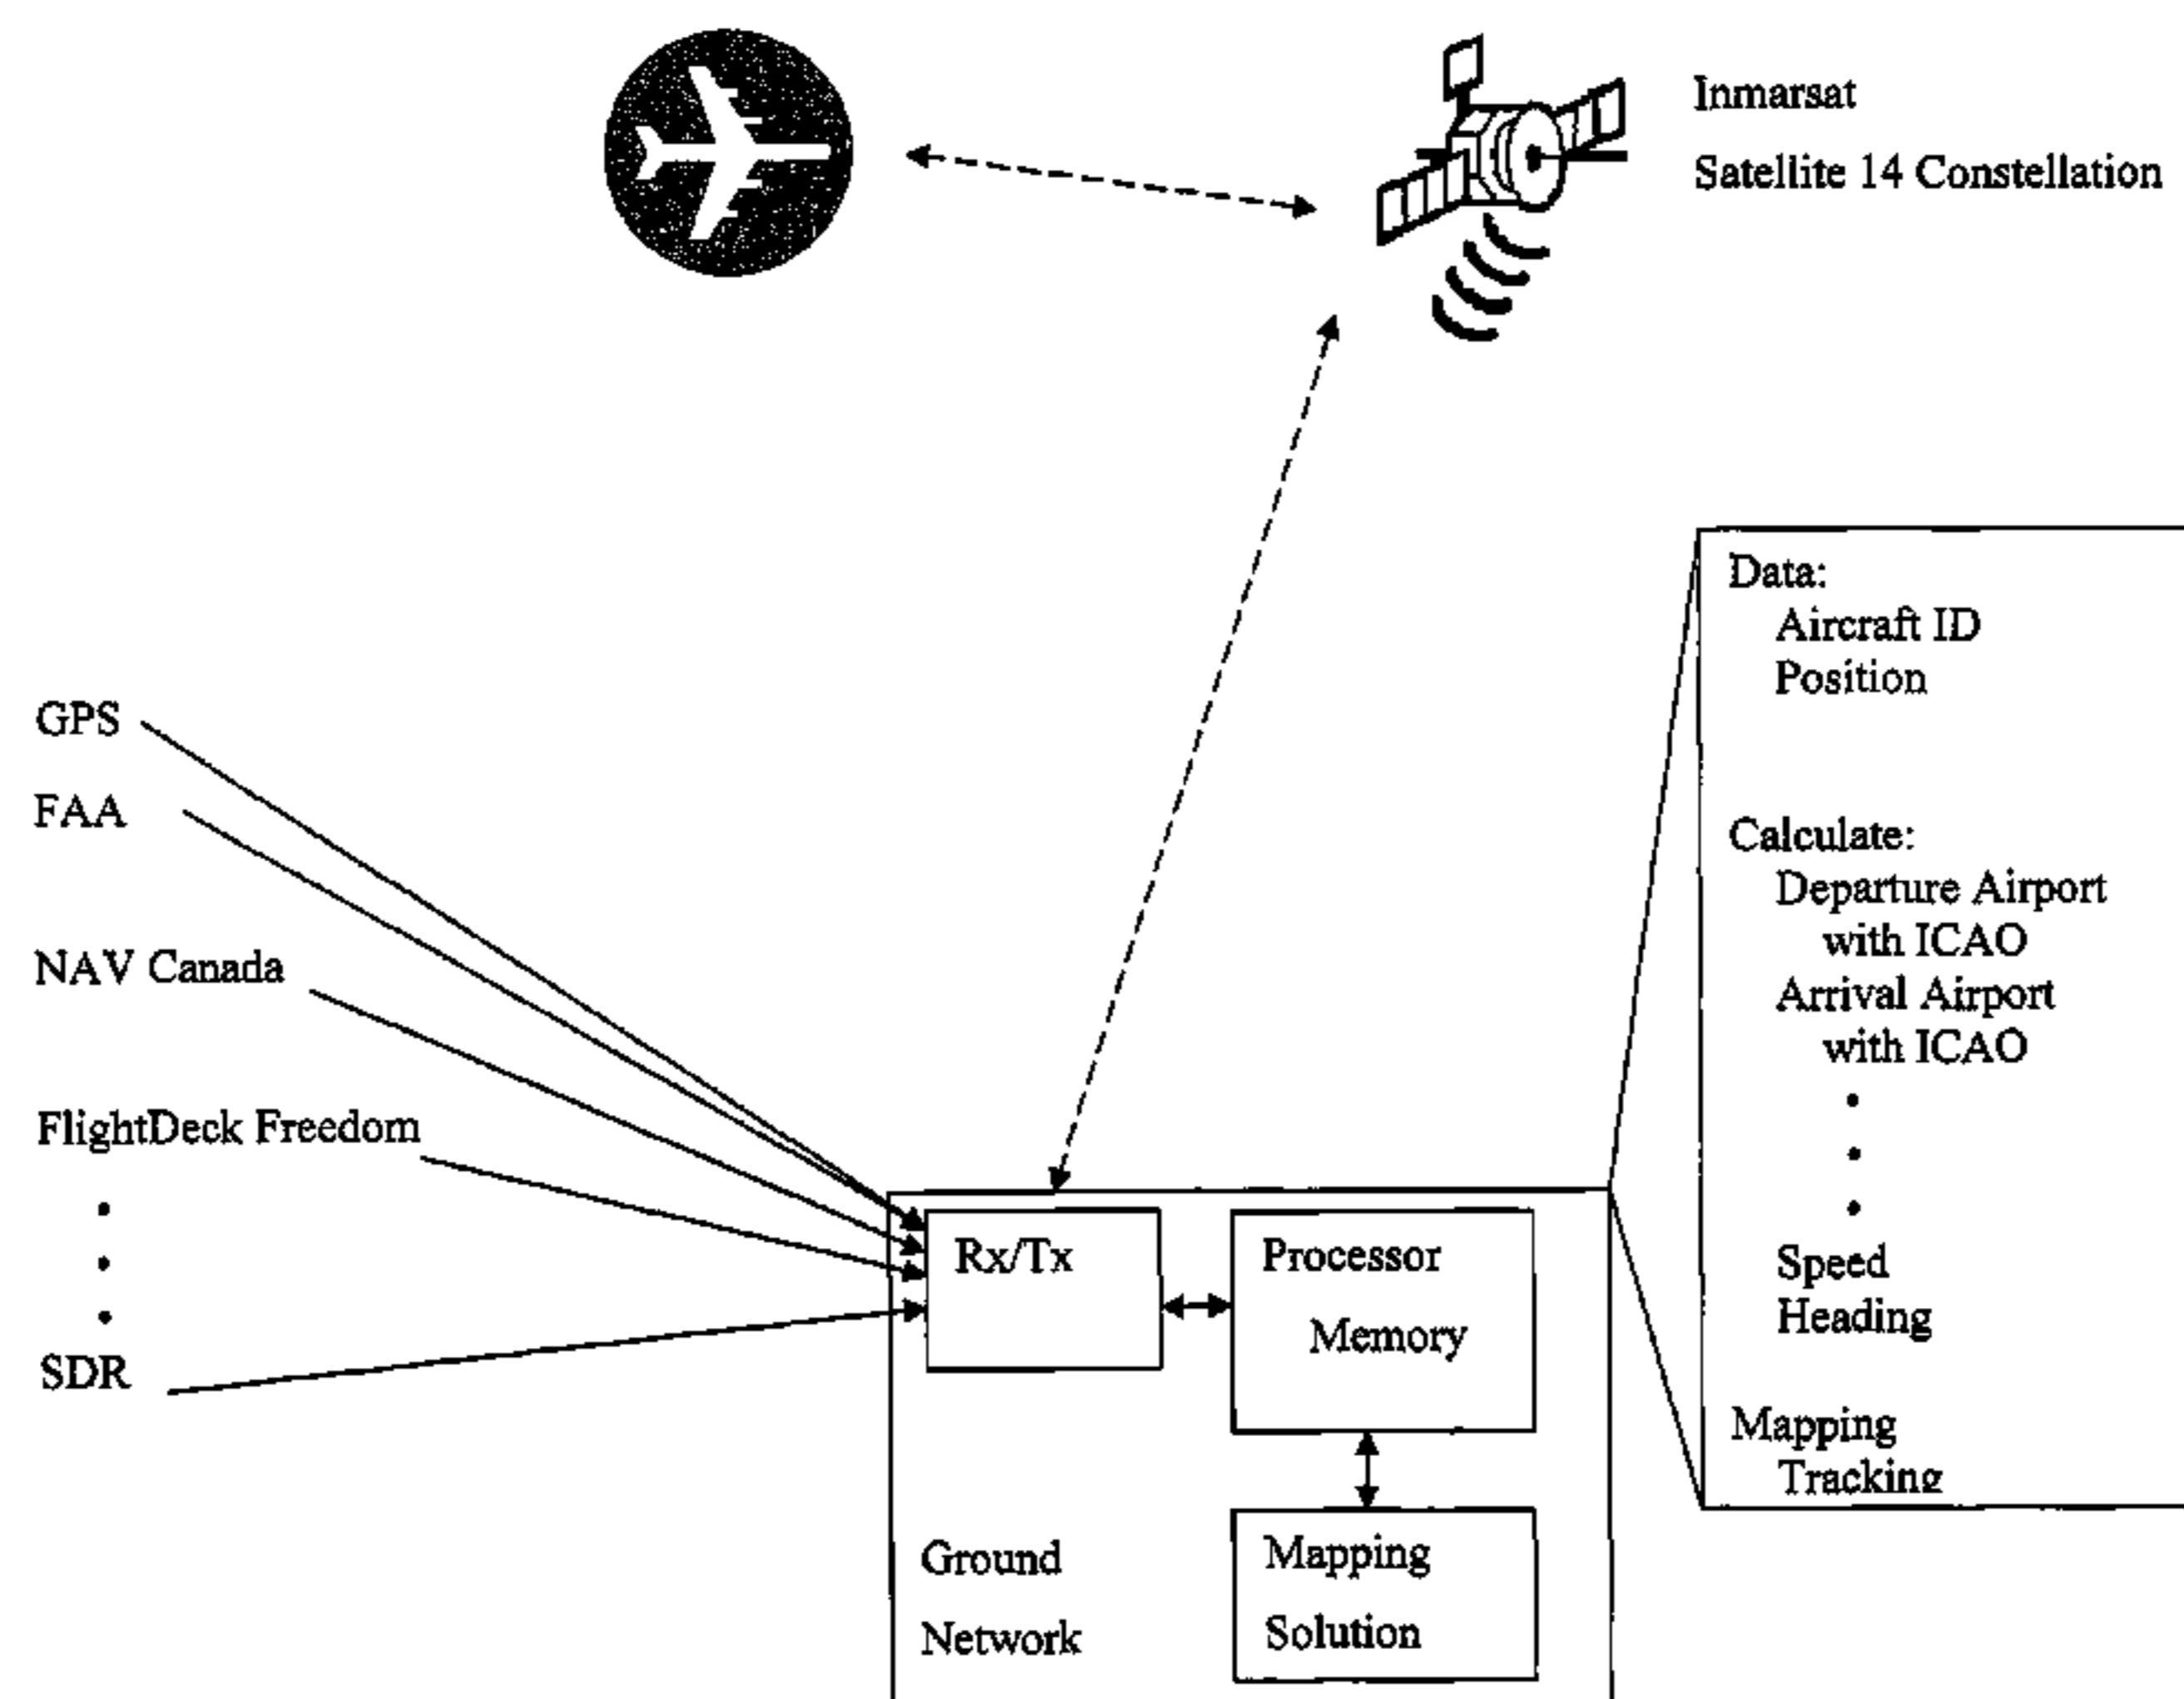 Inmarsat
Satellite 14 Constellation
Data:
Aircraft ID
Position
Calculate:
Departure Airport
with ICAO
Arrival Airport
with ICAO
Speed
Heading
Mapping
Tracking
GPS
FAA
NAV Canada
FlightDeck Freedom
SDR
Rx/Tx
Processor
Memory
Ground
Network
Mapping
Solution